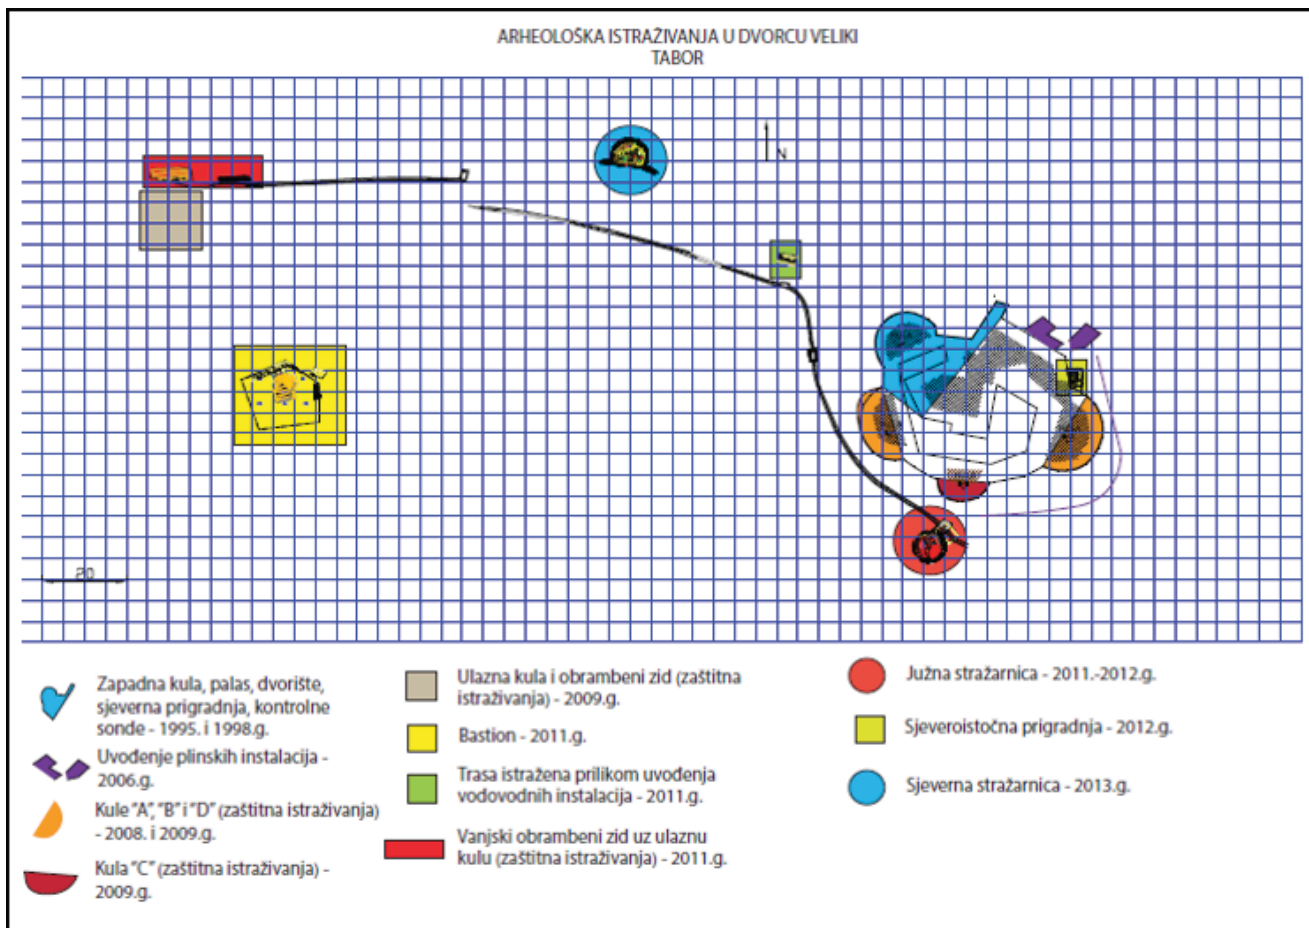 ARHEOLOŠKA ISTRAŽIVANJA U DVORCU VELIKI
TABOR
N
20
Zapadna kula, palas, dvorište,
sjeverna prigradnja, kontrolne
sonde - 1995. i 1998.g.
Uvođenje plinskih instalacija -
2006.g.
Kule "A", "B" i "D" (zaštitna istraživanja)
- 2008. i 2009.g.
Kula "C" (zaštitna istraživanja) -
2009.g.
Ulazna kula i obrambeni zid (zaštitna
istraživanja) - 2009.g.
Bastion - 2011.g.
Trasa istražena prilikom uvođenja
vodovodnih instalacija - 2011.g.
Vanjski obrambeni zid uz ulaznu
kulu (zaštitna istraživanja) - 2011.g.
Južna stražarnica - 2011.-2012.g.
Sjeveroistočna prigradnja - 2012.g.
Sjeverna stražarnica - 2013.g.